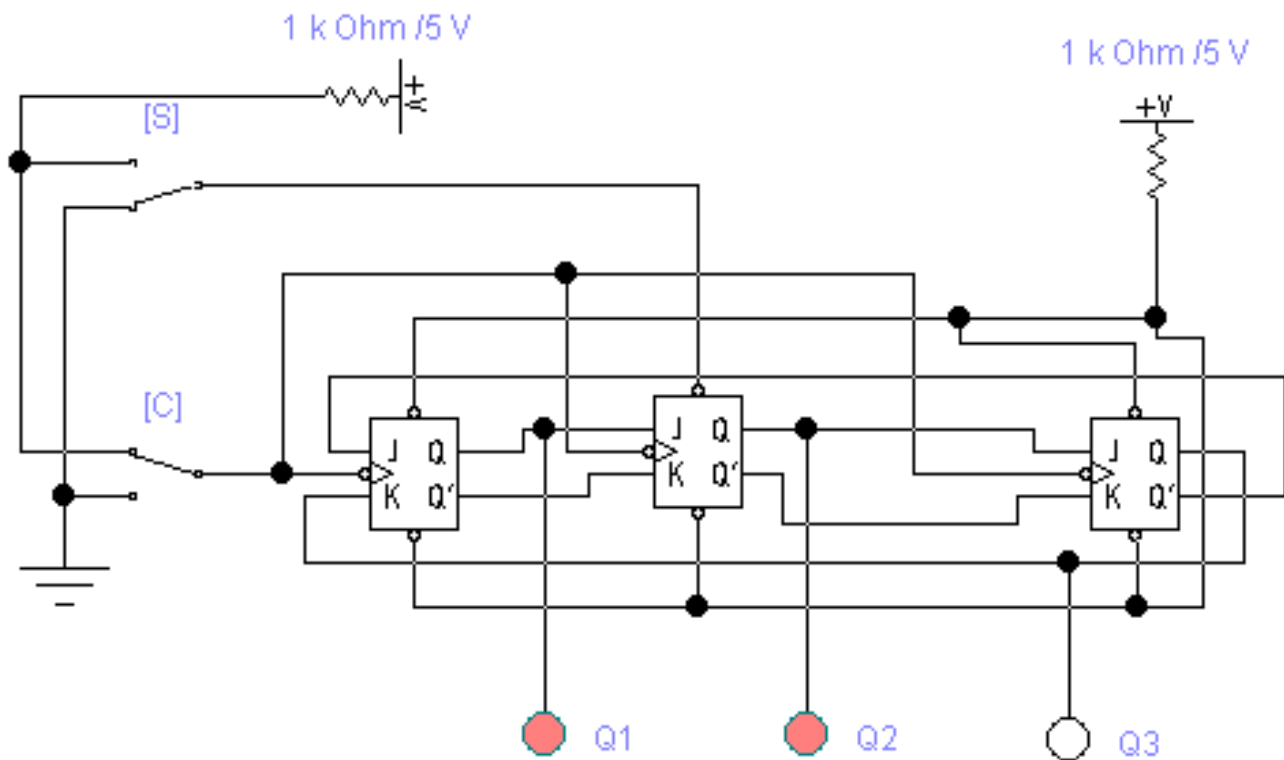 1 k Ohm /5 V
1 k Ohm /5 V
+V
+V
[S]
[C]
J Q
K Q'
J Q
K Q'
J Q
K Q'
Q1
Q2
Q3